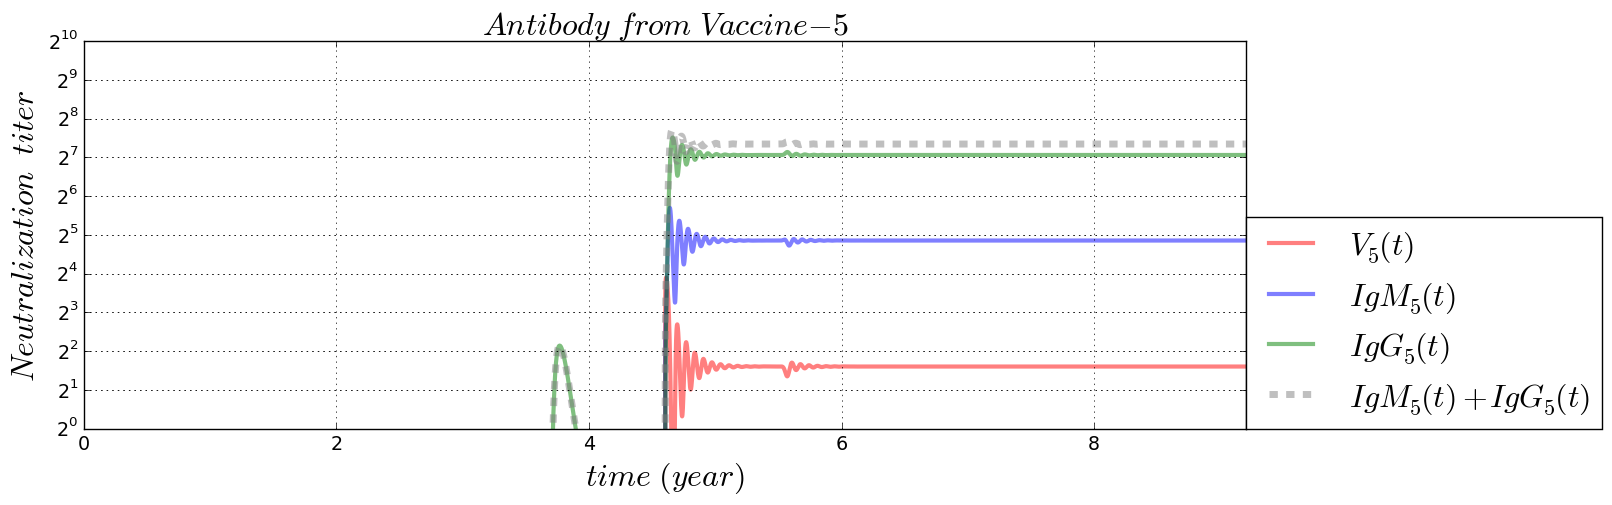 Antibody from Vaccine−5
Neutralization titer
2^10
2^9
2^8
2^7
2^6
2^5
2^4
2^3
2^2
2^1
2^0
0 2 4 6 8
time (year)
V_5(t)
IgM_5(t)
IgG_5(t)
IgM_5(t) + IgG_5(t)